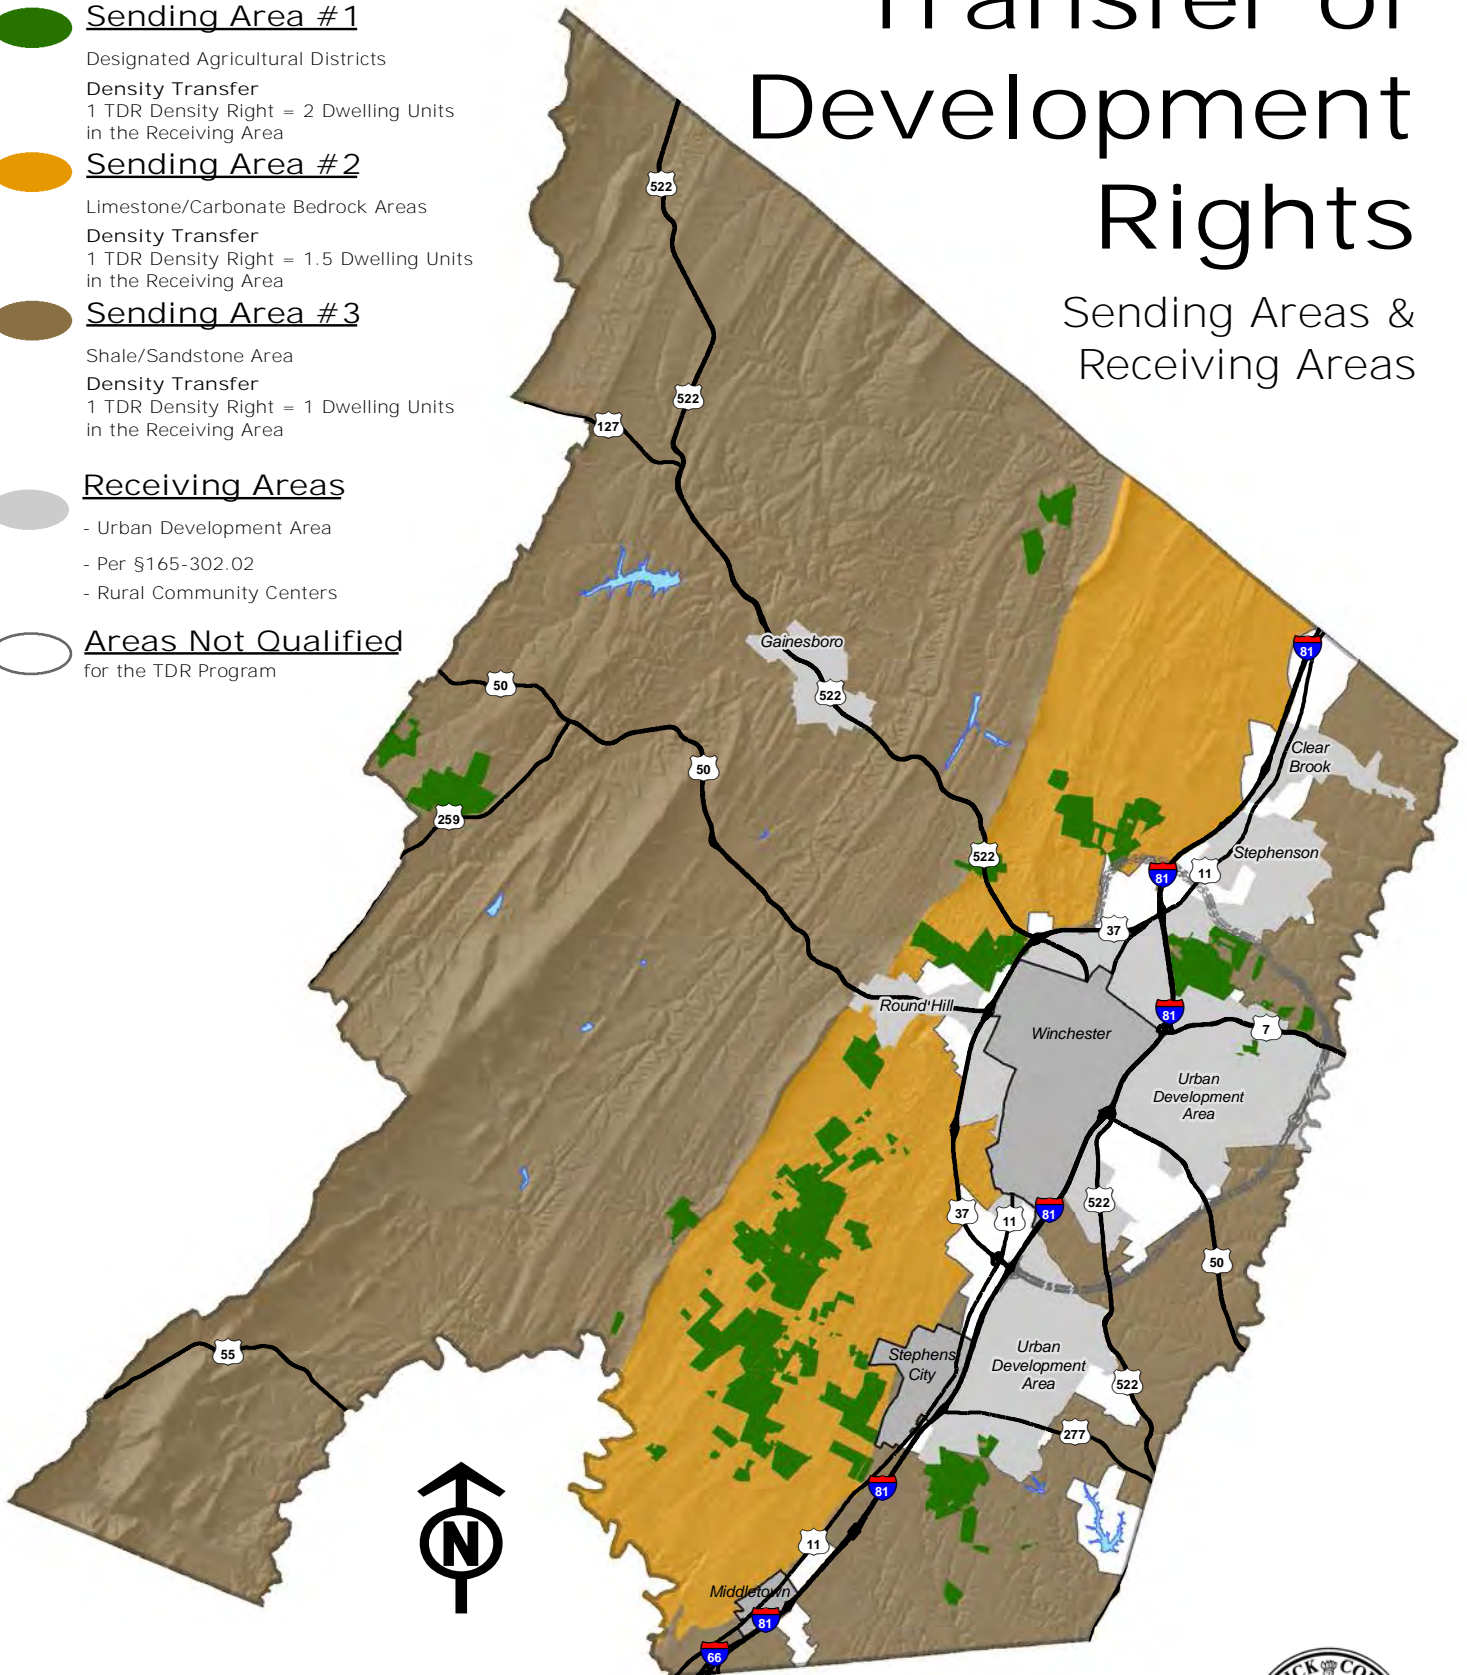 Sending Area #1
Designated Agricultural Districts
Density Transfer
1 TDR Density Right = 2 Dwelling Units
in the Receiving Area
Sending Area #2
Limestone/Carbonate Bedrock Areas
Density Transfer
1 TDR Density Right = 1.5 Dwelling Units
in the Receiving Area
Sending Area #3
Shale/Sandstone Area
Density Transfer
1 TDR Density Right = 1 Dwelling Units
in the Receiving Area
Receiving Areas
- Urban Development Area
- Per §165-302.02
- Rural Community Centers
Areas Not Qualified
for the TDR Program
Transfer of
Development
Rights
Sending Areas &
Receiving Areas
522
522
127
Gainesboro
522
50
50
259
81
Clear
Brook
Stephenson
522
81
11
37
Round Hill
Winchester
81
7
Urban
Development
Area
37
11
81
522
50
55
Stephens
City
Urban
Development
Area
522
277
81
11
Middletown
81
66
N